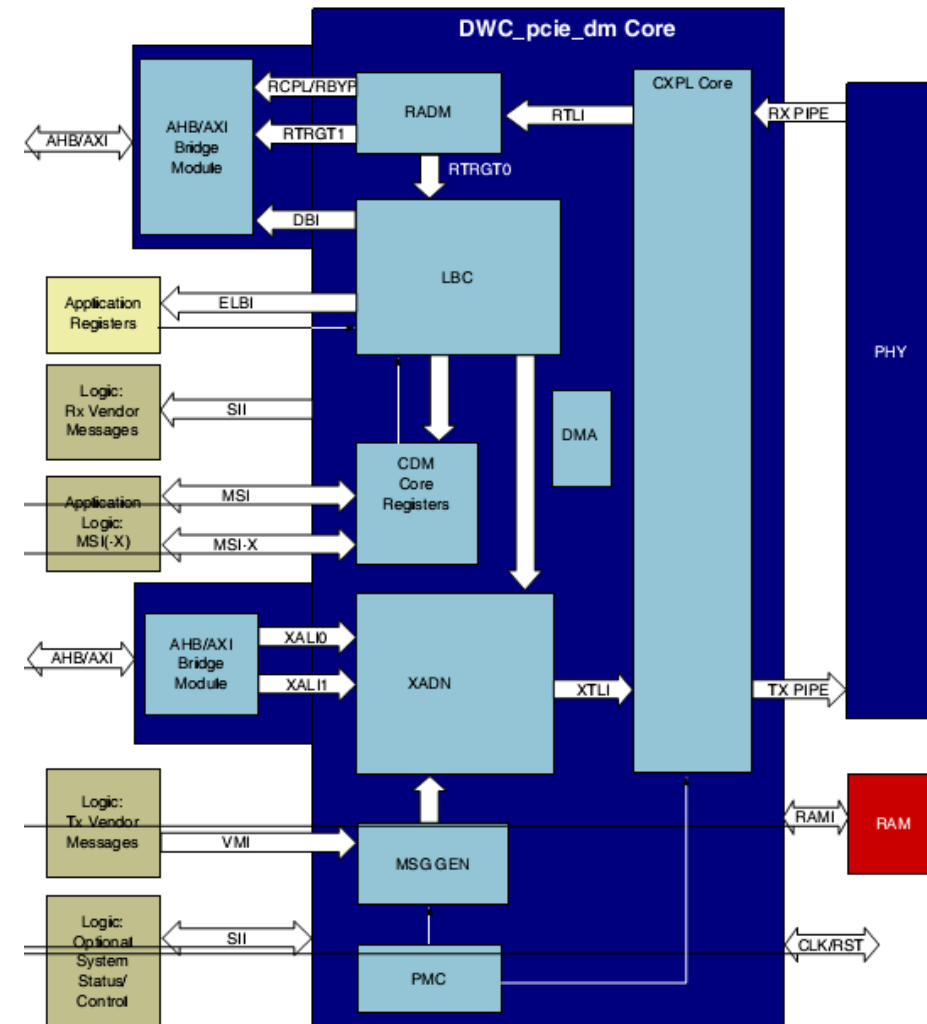 DWC_pcie_dm Core
CXPL Core
RCPL/RBYP
RADM
RTLI
RX PIPE
AHB/AXI
AHB/AXI
Bridge
Module
RTRGT1
RTRGT0
DBI
LBC
Application
Registers
ELBI
PHY
Logic:
Rx Vendor
Messages
SII
DMA
CDM
Core
Registers
Application
Logic:
MSI(-X)
MSI
MSI-X
AHB/AXI
AHB/AXI
Bridge
Module
XALI0
XALI1
XADN
XTLI
TX PIPE
Logic:
Tx Vendor
Messages
VMI
MSG GEN
RAMI
RAM
Logic:
Optional
System
Status/
Control
SII
PMC
CLK/RST